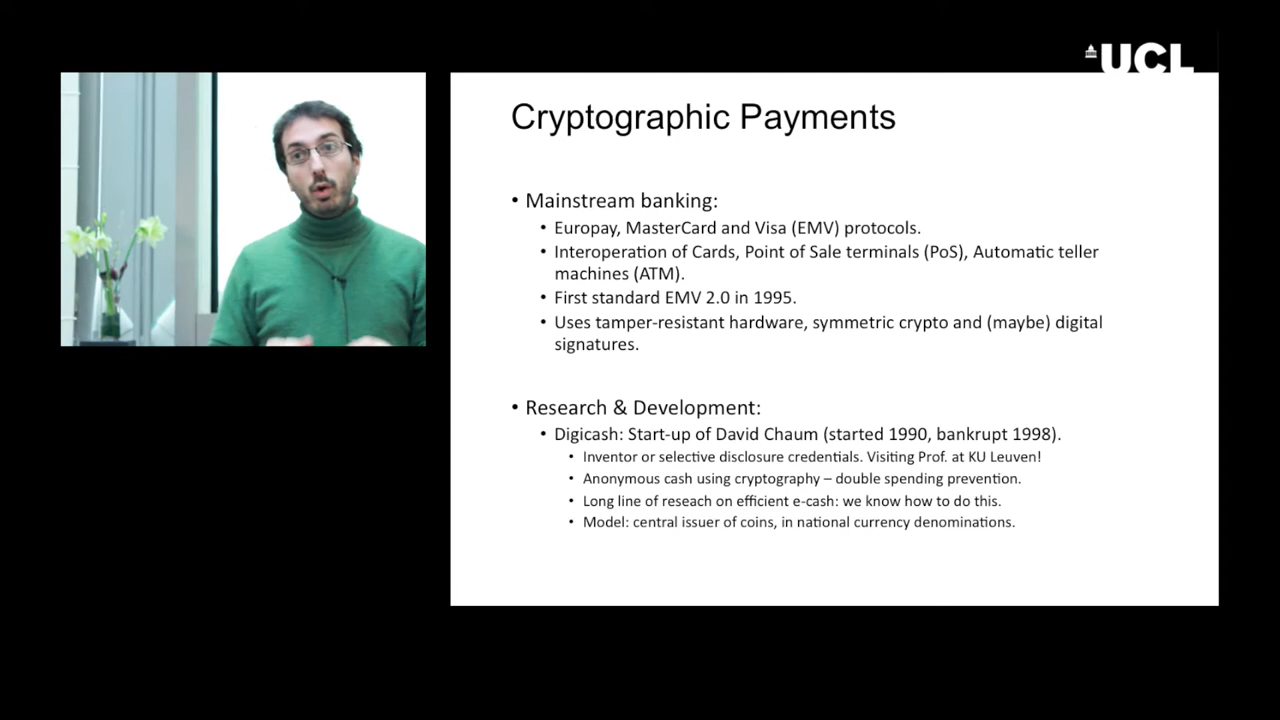 UCL
Cryptographic Payments
• Mainstream banking:
• Europay, MasterCard and Visa (EMV) protocols.
• Interoperation of Cards, Point of Sale terminals (PoS), Automatic teller
machines (ATM).
• First standard EMV 2.0 in 1995.
• Uses tamper-resistant hardware, symmetric crypto and (maybe) digital
signatures.
• Research & Development:
• Digicash: Start-up of David Chaum (started 1990, bankrupt 1998).
• Inventor or selective disclosure credentials. Visiting Prof. at KU Leuven!
• Anonymous cash using cryptography – double spending prevention.
• Long line of reseach on efficient e-cash: we know how to do this.
• Model: central issuer of coins, in national currency denominations.